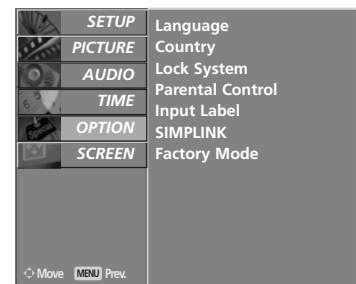 SETUP
PICTURE
AUDIO
TIME
OPTION
SCREEN
Language
Country
Lock System
Parental Control
Input Label
SIMPLINK
Factory Mode
Move MENU Prev.